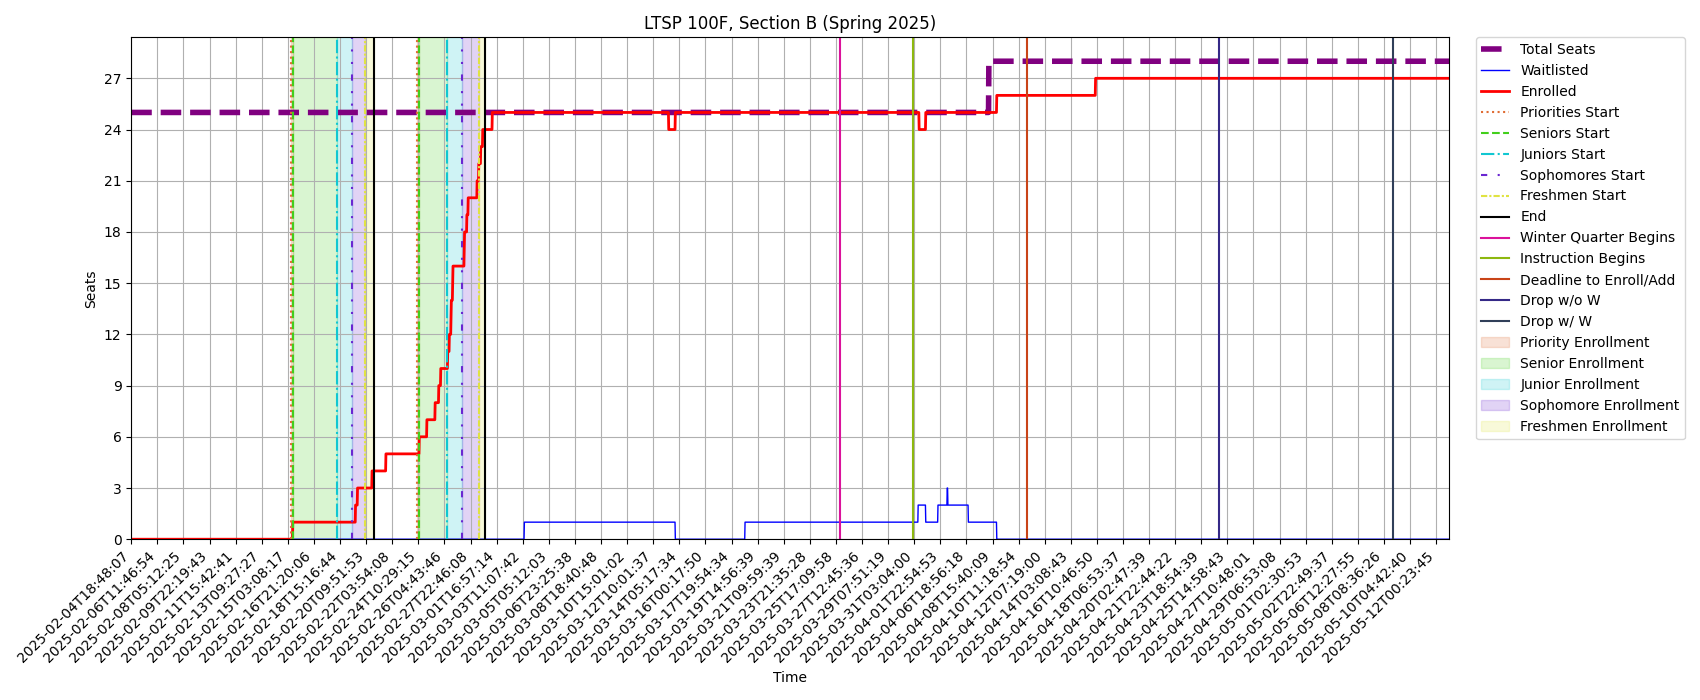 LTSP 100F, Section B (Spring 2025)
Seats
27
24
21
18
15
12
9
6
3
0
2025-02-04T18:48:07
2025-02-06T11:46:54
2025-02-08T05:12:25
2025-02-09T22:19:43
2025-02-11T15:42:41
2025-02-13T09:27:27
2025-02-15T03:08:17
2025-02-16T21:20:06
2025-02-18T15:16:44
2025-02-20T09:51:53
2025-02-22T03:54:08
2025-02-24T10:29:15
2025-02-26T04:43:46
2025-02-27T22:46:08
2025-03-01T16:57:14
2025-03-03T11:07:42
2025-03-05T05:12:03
2025-03-06T23:25:38
2025-03-08T18:40:48
2025-03-10T15:01:02
2025-03-12T10:01:37
2025-03-14T05:17:34
2025-03-16T00:17:50
2025-03-17T19:54:34
2025-03-19T14:56:39
2025-03-21T09:59:39
2025-03-23T21:35:28
2025-03-25T17:09:58
2025-03-27T12:45:36
2025-03-29T07:51:19
2025-03-31T03:04:00
2025-04-01T22:54:53
2025-04-06T18:56:18
2025-04-08T15:40:09
2025-04-10T11:18:54
2025-04-12T07:19:00
2025-04-14T03:08:43
2025-04-16T10:46:50
2025-04-18T06:53:37
2025-04-20T02:47:39
2025-04-21T22:44:22
2025-04-23T18:54:39
2025-04-25T14:58:43
2025-04-27T10:48:01
2025-04-29T06:53:08
2025-05-01T02:30:53
2025-05-02T22:49:37
2025-05-06T12:27:55
2025-05-08T08:36:26
2025-05-10T04:42:40
2025-05-12T00:23:45
Time
Total Seats
Waitlisted
Enrolled
Priorities Start
Seniors Start
Juniors Start
Sophomores Start
Freshmen Start
End
Winter Quarter Begins
Instruction Begins
Deadline to Enroll/Add
Drop w/o W
Drop w/ W
Priority Enrollment
Senior Enrollment
Junior Enrollment
Sophomore Enrollment
Freshmen Enrollment